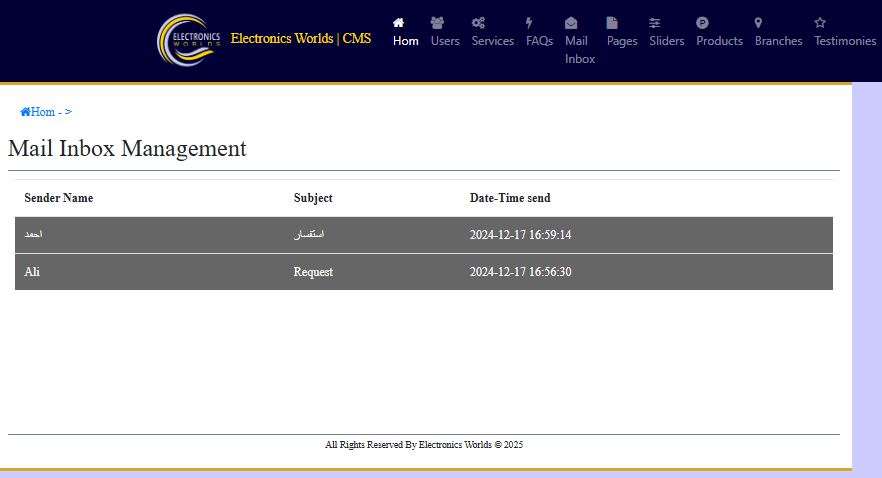 ELECTRONICS
WORLDS
Electronics Worlds | CMS
Hom
Users
Services
FAQs
Mail
Inbox
Pages
Sliders
Products
Branches
Testimonies
Hom - >
Mail Inbox Management
Sender Name Subject Date-Time send
احمد استفسار 2024-12-17 16:59:14
Ali Request 2024-12-17 16:56:30
All Rights Reserved By Electronics Worlds © 2025